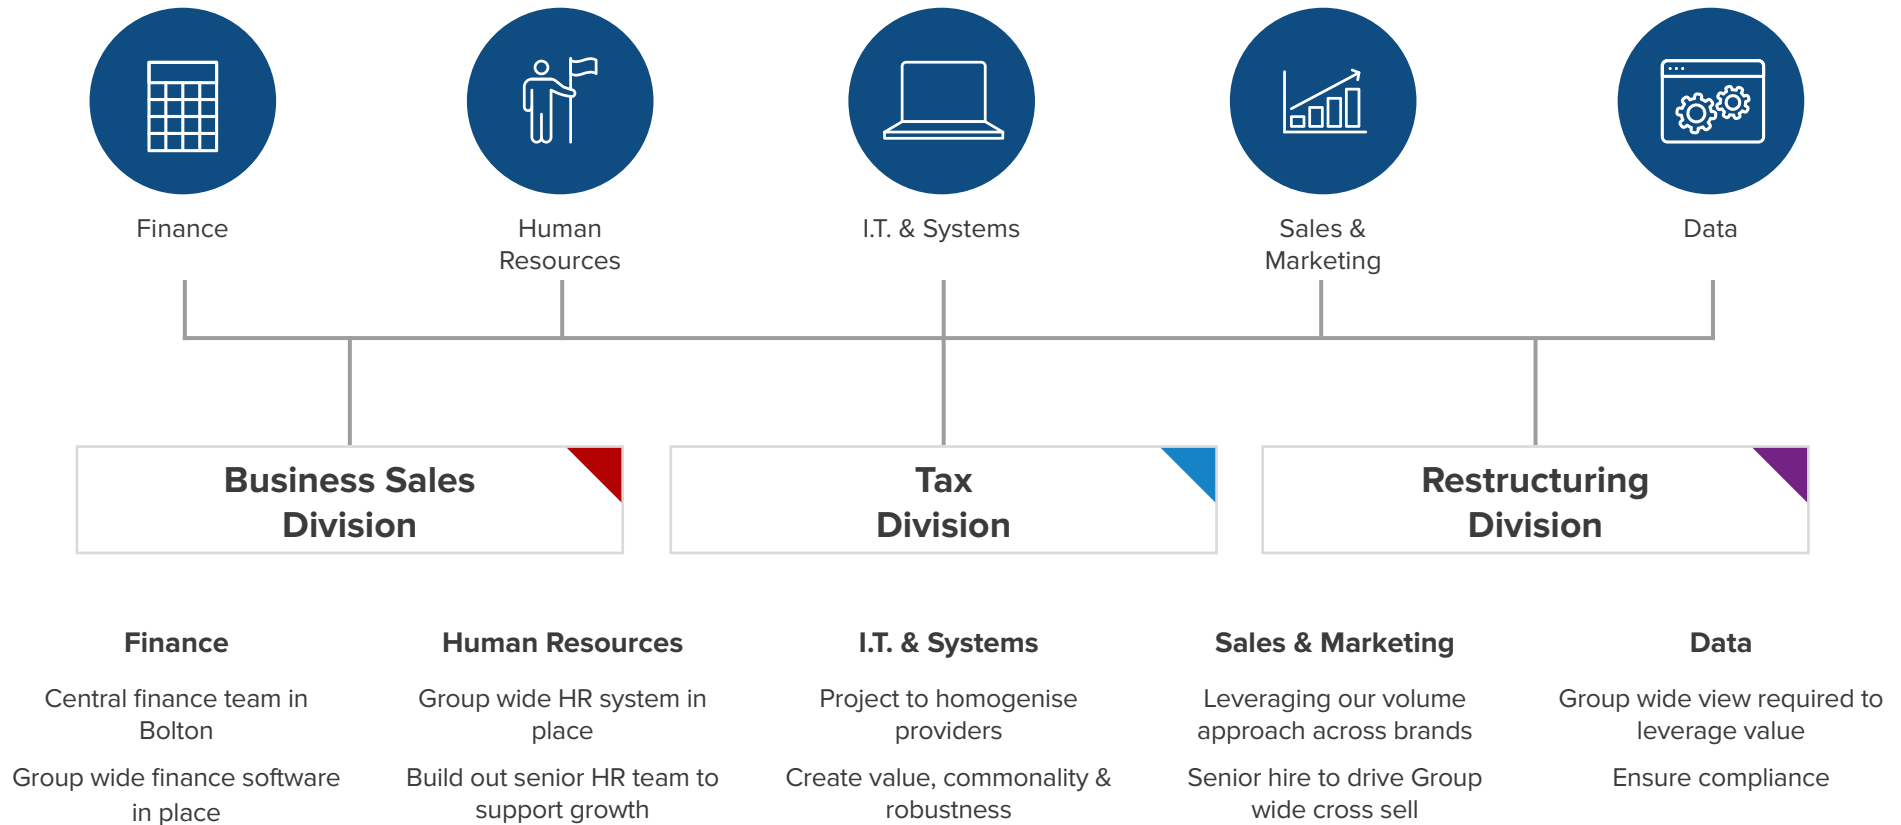 Finance
Human
Resources
I.T. & Systems
Sales &
Marketing
Data
Business Sales
Division
Tax
Division
Restructuring
Division
Finance
Central finance team in
Bolton
Group wide finance software
in place
Human Resources
Group wide HR system in
place
Build out senior HR team to
support growth
I.T. & Systems
Project to homogenise
providers
Create value, commonality &
robustness
Sales & Marketing
Leveraging our volume
approach across brands
Senior hire to drive Group
wide cross sell
Data
Group wide view required to
leverage value
Ensure compliance